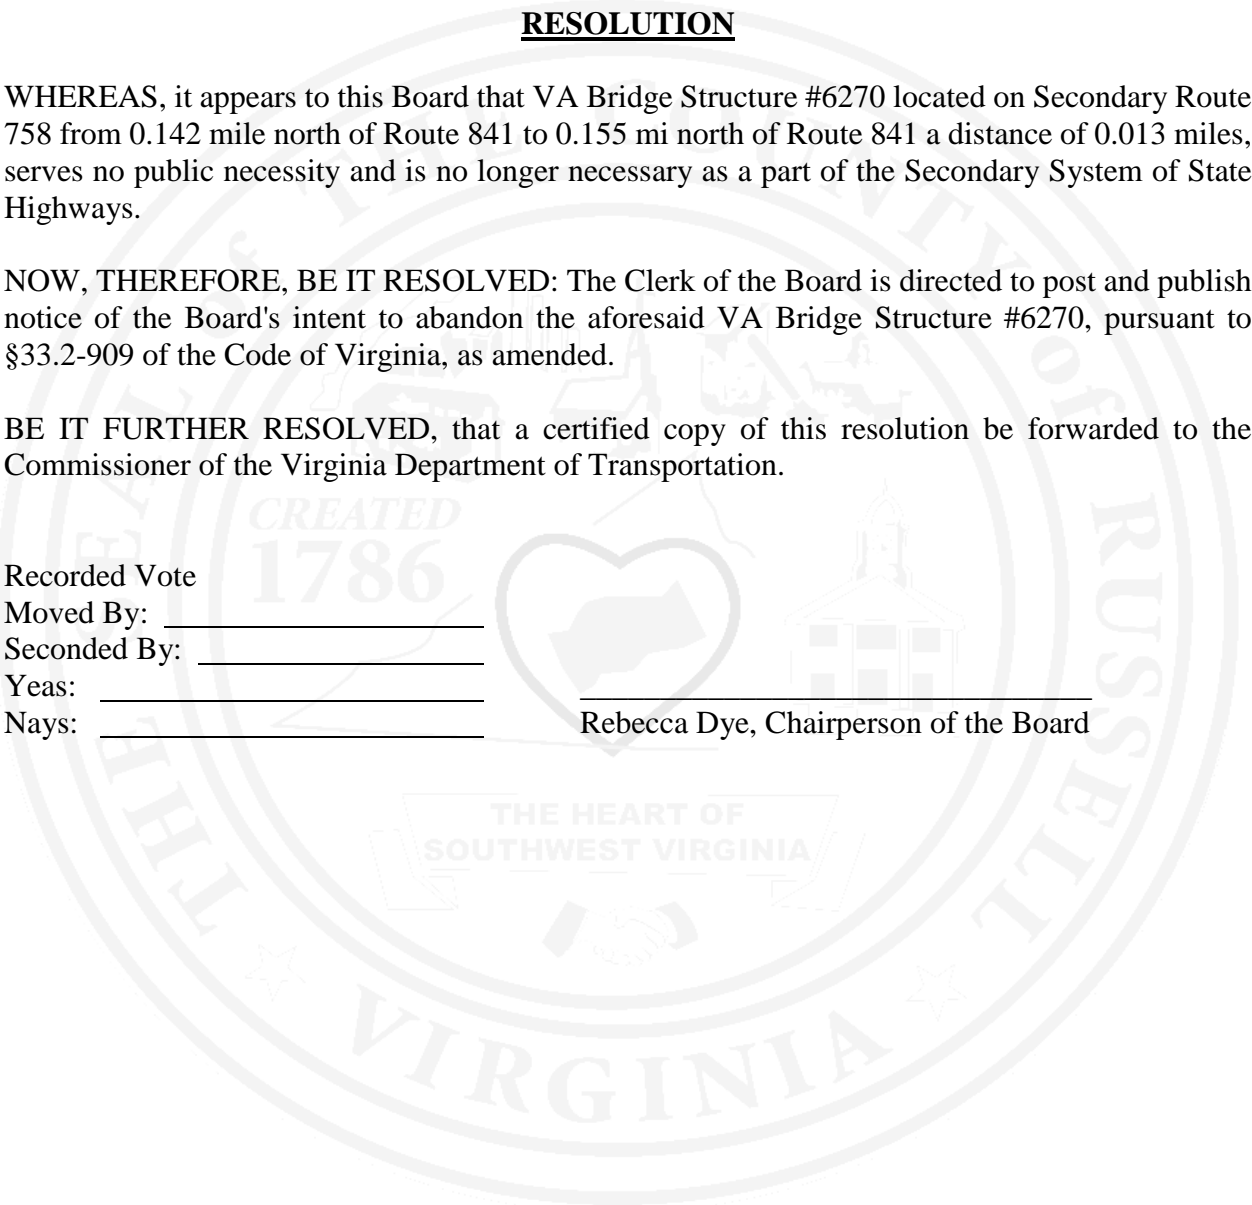 RESOLUTION
WHEREAS, it appears to this Board that VA Bridge Structure #6270 located on Secondary Route
758 from 0.142 mile north of Route 841 to 0.155 mi north of Route 841 a distance of 0.013 miles,
serves no public necessity and is no longer necessary as a part of the Secondary System of State
Highways.
NOW, THEREFORE, BE IT RESOLVED: The Clerk of the Board is directed to post and publish
notice of the Board's intent to abandon the aforesaid VA Bridge Structure #6270, pursuant to
§33.2-909 of the Code of Virginia, as amended.
BE IT FURTHER RESOLVED, that a certified copy of this resolution be forwarded to the
Commissioner of the Virginia Department of Transportation.
Recorded Vote
Moved By:
Seconded By:
Yeas:
Nays:
Rebecca Dye, Chairperson of the Board
THE SEAL of THE COUNTY of RUSSELL
VIRGINIA
CREATED
1786
THE HEART OF
SOUTHWEST VIRGINIA